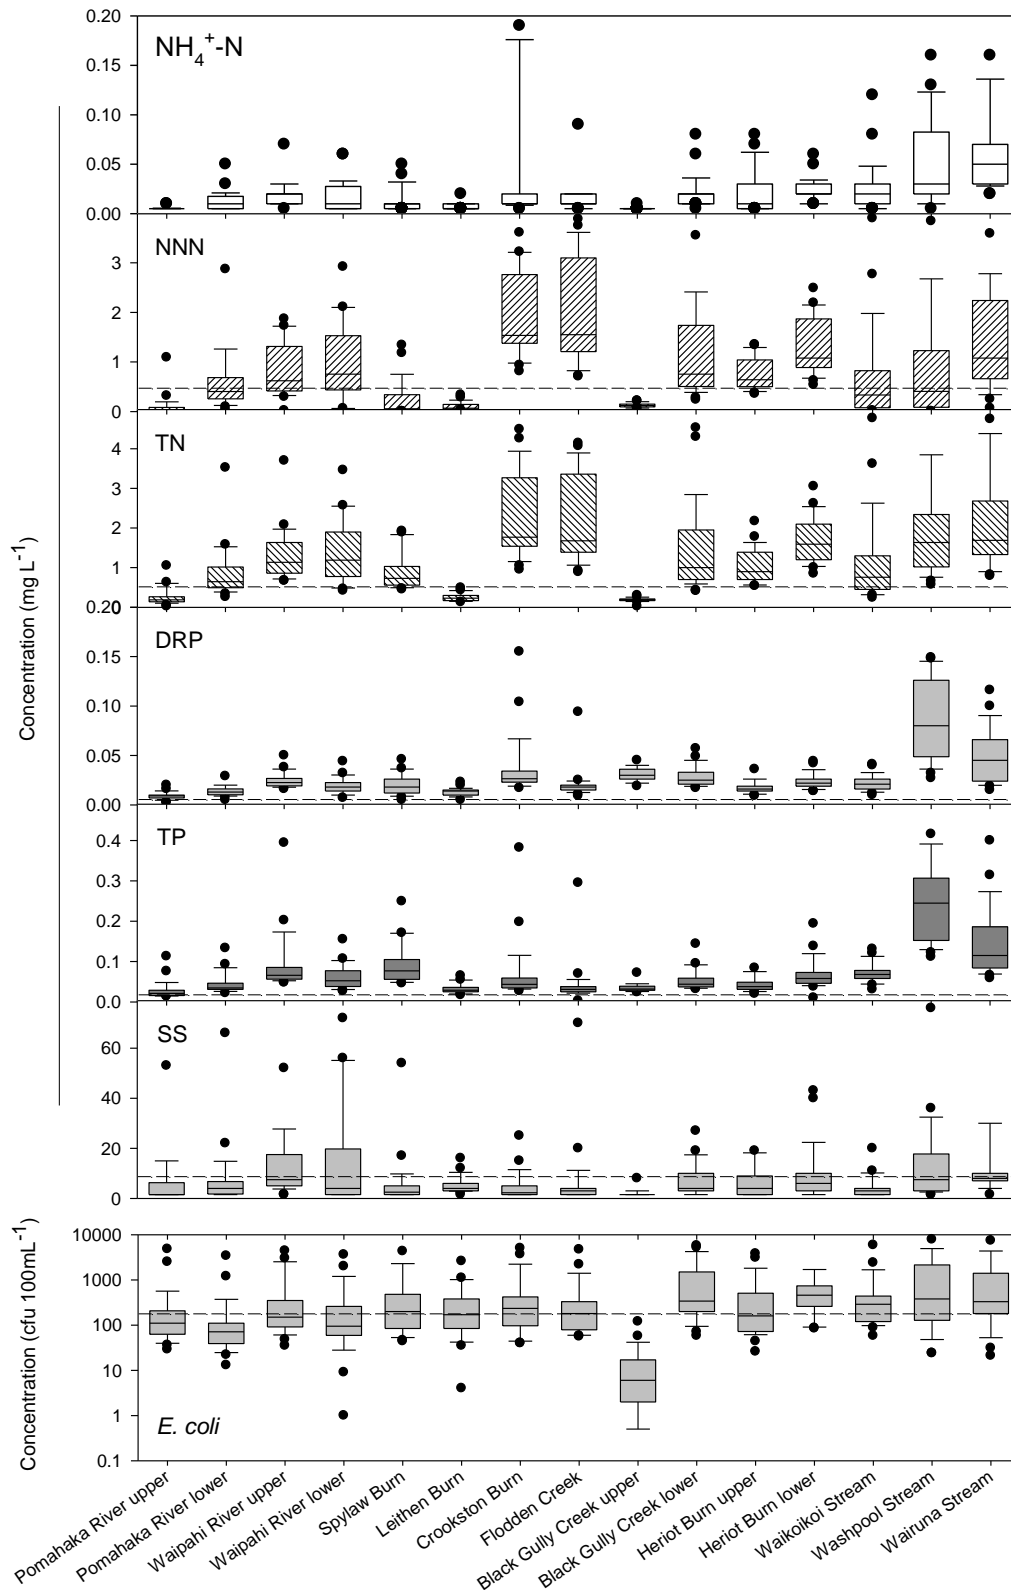 NH4+-N
0.20
0.15
0.10
0.05
0.00
NNN
3
2
1
0
TN
4
3
2
1
0
DRP
0.20
0.15
0.10
0.05
0.00
TP
0.4
0.3
0.2
0.1
0.0
SS
60
40
20
0
Concentration (mg L-1)
E. coli
10000
1000
100
10
1
0.1
Concentration (cfu 100mL-1)
Pomahaka River upper
Pomahaka River lower
Waipahi River upper
Waipahi River lower
Spylaw Burn
Leithen Burn
Crookston Burn
Flodden Creek
Black Gully Creek upper
Black Gully Creek lower
Heriot Burn upper
Heriot Burn lower
Waikoikoi Stream
Washpool Stream
Wairuna Stream